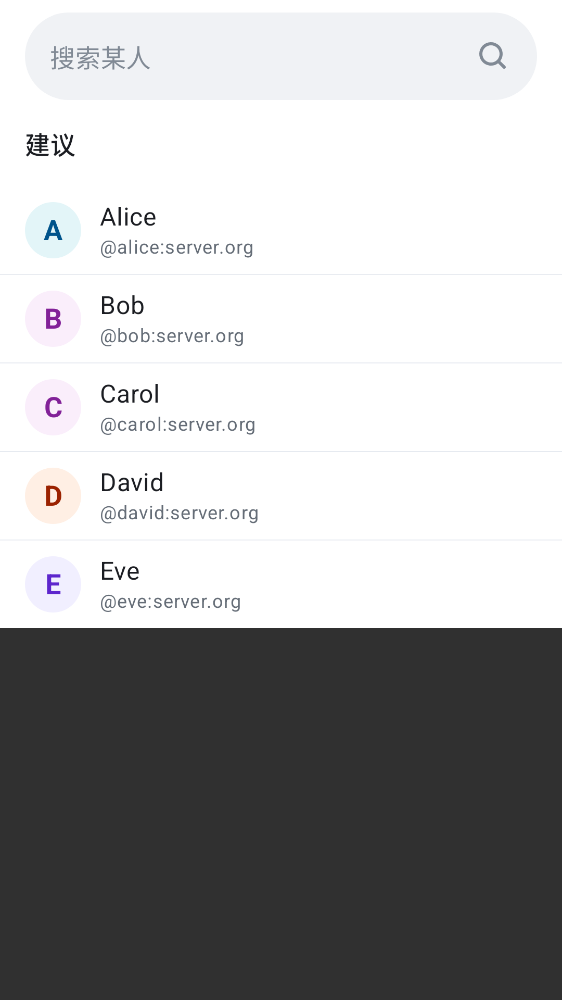 搜索某人
建议
A
Alice
@alice:server.org
B
Bob
@bob:server.org
C
Carol
@carol:server.org
D
David
@david:server.org
E
Eve
@eve:server.org